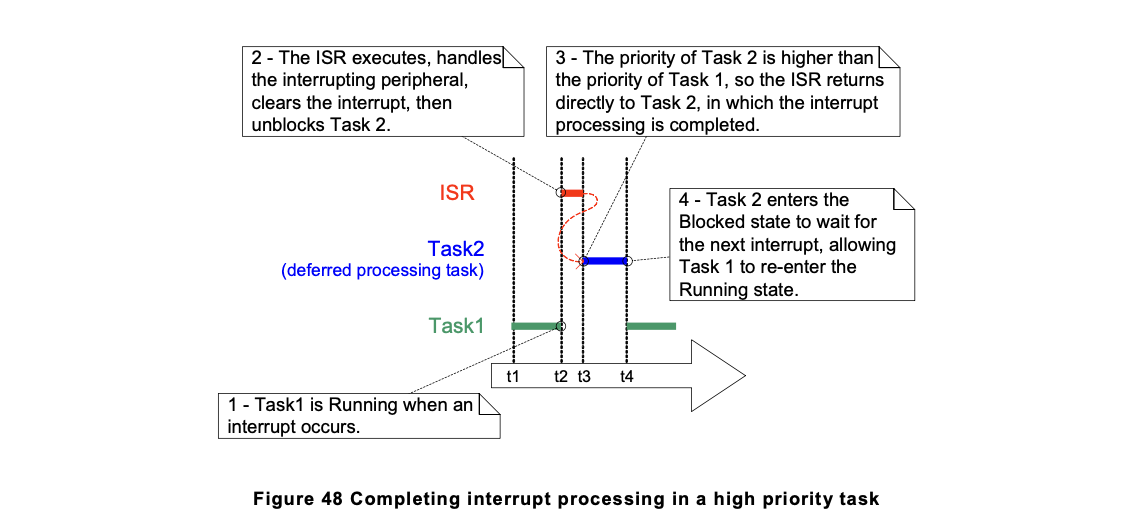 2 - The ISR executes, handles
the interrupting peripheral,
clears the interrupt, then
unblocks Task 2.
3 - The priority of Task 2 is higher than
the priority of Task 1, so the ISR returns
directly to Task 2, in which the interrupt
processing is completed.
ISR
4 - Task 2 enters the
Blocked state to wait for
the next interrupt, allowing
Task 1 to re-enter the
Running state.
Task2
(deferred processing task)
Task1
t1 t2 t3 t4
1 - Task1 is Running when an
interrupt occurs.
Figure 48 Completing interrupt processing in a high priority task